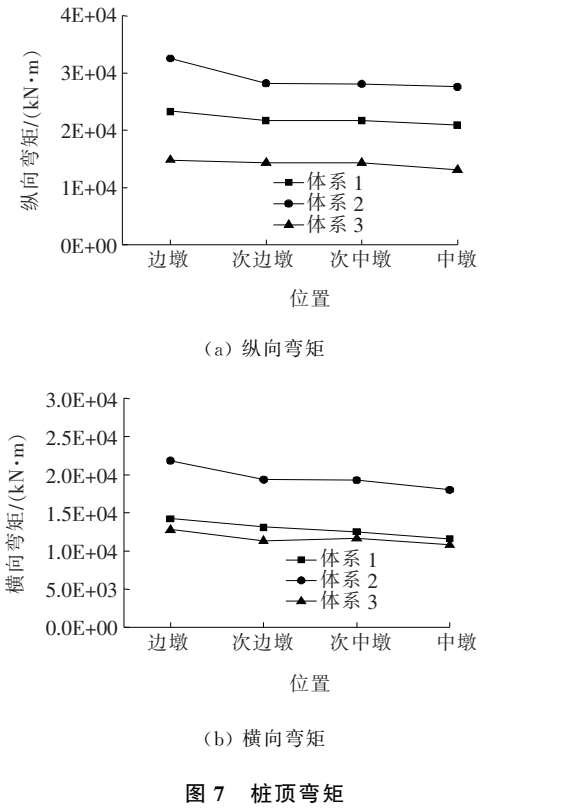 4E+04
3E+04
2E+04
1E+04
0E+00
纵向弯矩/(kN·m)
体系 1
体系 2
体系 3
边墩 次边墩 次中墩 中墩
位置
(a) 纵向弯矩
3.0E+04
2.5E+04
2.0E+04
1.5E+04
1.0E+04
5.0E+03
0.0E+00
横向弯矩/(kN·m)
体系 1
体系 2
体系 3
边墩 次边墩 次中墩 中墩
位置
(b) 横向弯矩
图 7 桩顶弯矩